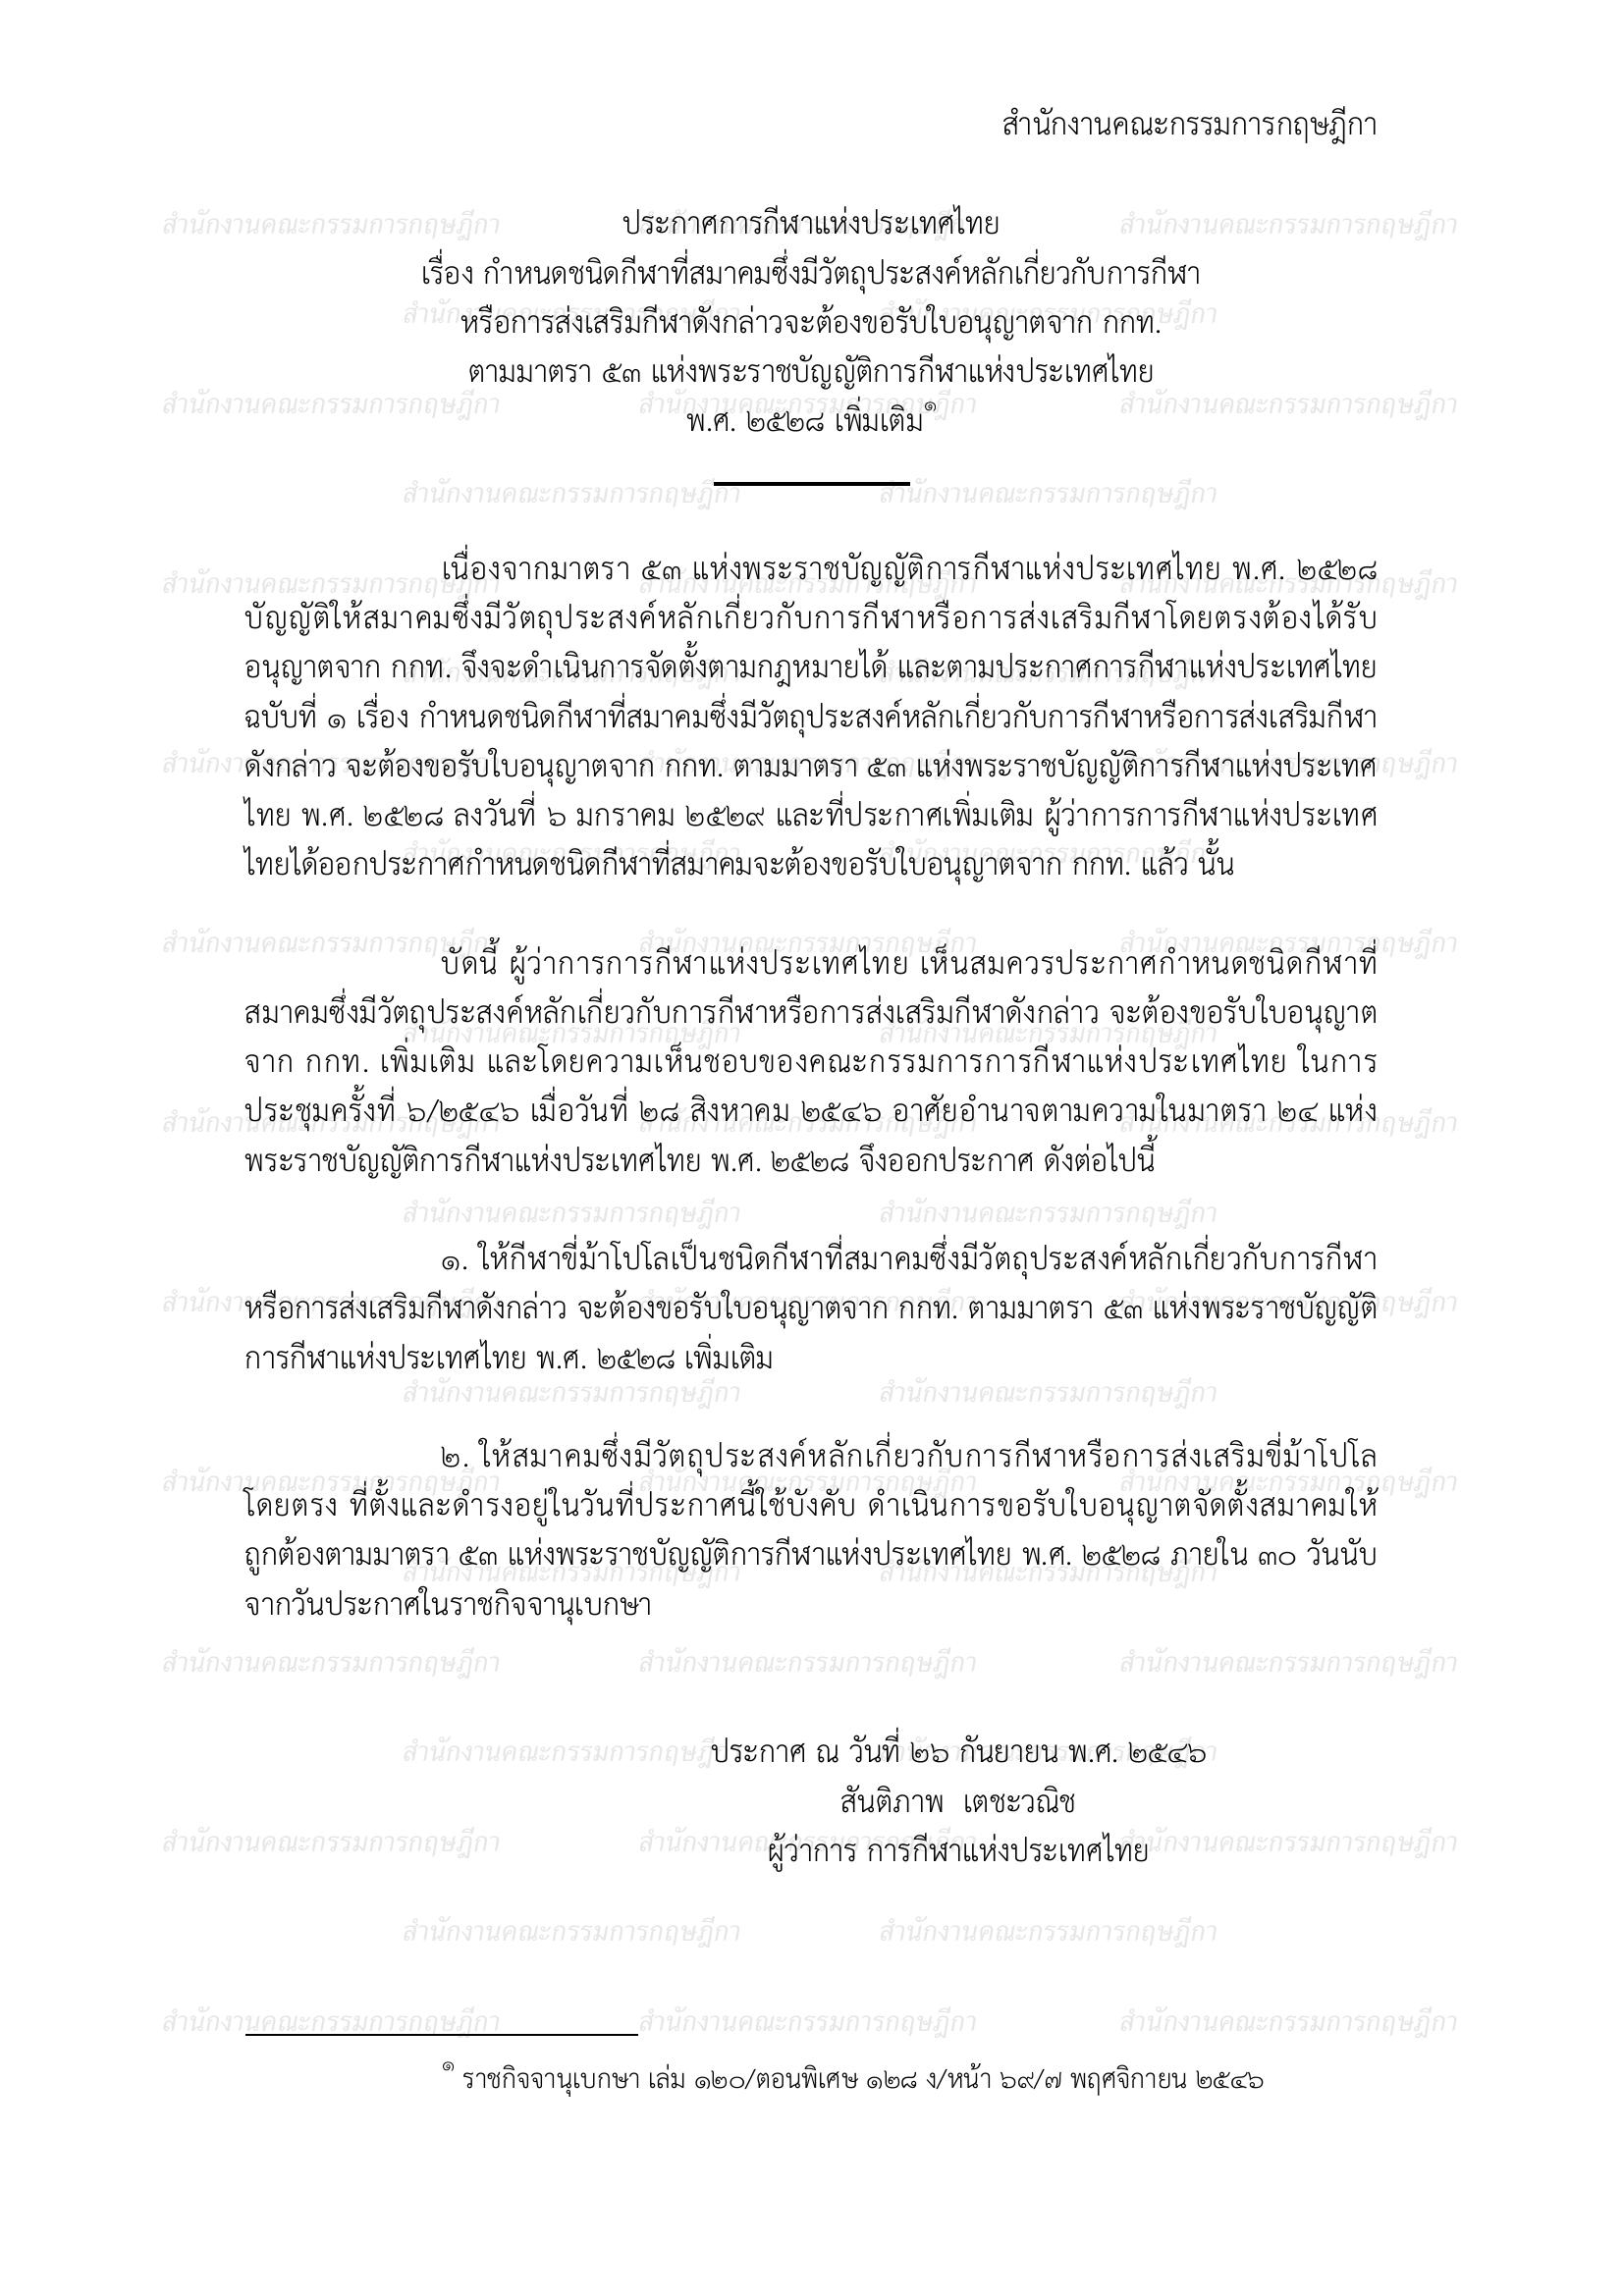 สำนักงานคณะกรรมการกฤษฎีกา
ประกาศการกีฬาแห่งประเทศไทย
เรื่อง กำหนดชนิดกีฬาที่สมาคมซึ่งมีวัตถุประสงค์หลักเกี่ยวกับการกีฬา
หรือการส่งเสริมกีฬาดังกล่าวจะต้องขอรับใบอนุญาตจาก กกท.
ตามมาตรา ๕๓ แห่งพระราชบัญญัติการกีฬาแห่งประเทศไทย
พ.ศ. ๒๕๒๘ เพิ่มเติม๑
เนื่องจากมาตรา ๕๓ แห่งพระราชบัญญัติการกีฬาแห่งประเทศไทย พ.ศ. ๒๕๒๘
บัญญัติให้สมาคมซึ่งมีวัตถุประสงค์หลักเกี่ยวกับการกีฬาหรือการส่งเสริมกีฬาโดยตรงต้องได้รับ
อนุญาตจาก กกท. จึงจะดำเนินการจัดตั้งตามกฎหมายได้ และตามประกาศการกีฬาแห่งประเทศไทย
ฉบับที่ ๑ เรื่อง กำหนดชนิดกีฬาที่สมาคมซึ่งมีวัตถุประสงค์หลักเกี่ยวกับการกีฬาหรือการส่งเสริมกีฬา
ดังกล่าว จะต้องขอรับใบอนุญาตจาก กกท. ตามมาตรา ๕๓ แห่งพระราชบัญญัติการกีฬาแห่งประเทศ
ไทย พ.ศ. ๒๕๒๘ ลงวันที่ ๖ มกราคม ๒๕๒๙ และที่ประกาศเพิ่มเติม ผู้ว่าการการกีฬาแห่งประเทศ
ไทยได้ออกประกาศกำหนดชนิดกีฬาที่สมาคมจะต้องขอรับใบอนุญาตจาก กกท. แล้ว นั้น
บัดนี้ ผู้ว่าการการกีฬาแห่งประเทศไทย เห็นสมควรประกาศกำหนดชนิดกีฬาที่
สมาคมซึ่งมีวัตถุประสงค์หลักเกี่ยวกับการกีฬาหรือการส่งเสริมกีฬาดังกล่าว จะต้องขอรับใบอนุญาต
จาก กกท. เพิ่มเติม และโดยความเห็นชอบของคณะกรรมการการกีฬาแห่งประเทศไทย ในการ
ประชุมครั้งที่ ๖/๒๕๔๖ เมื่อวันที่ ๒๘ สิงหาคม ๒๕๔๖ อาศัยอำนาจตามความในมาตรา ๒๔ แห่ง
พระราชบัญญัติการกีฬาแห่งประเทศไทย พ.ศ. ๒๕๒๘ จึงออกประกาศ ดังต่อไปนี้
๑. ให้กีฬาขี่ม้าโปโลเป็นชนิดกีฬาที่สมาคมซึ่งมีวัตถุประสงค์หลักเกี่ยวกับการกีฬา
หรือการส่งเสริมกีฬาดังกล่าว จะต้องขอรับใบอนุญาตจาก กกท. ตามมาตรา ๕๓ แห่งพระราชบัญญัติ
การกีฬาแห่งประเทศไทย พ.ศ. ๒๕๒๘ เพิ่มเติม
๒. ให้สมาคมซึ่งมีวัตถุประสงค์หลักเกี่ยวกับการกีฬาหรือการส่งเสริมขี่ม้าโปโล
โดยตรง ที่ตั้งและดำรงอยู่ในวันที่ประกาศนี้ใช้บังคับ ดำเนินการขอรับใบอนุญาตจัดตั้งสมาคมให้
ถูกต้องตามมาตรา ๕๓ แห่งพระราชบัญญัติการกีฬาแห่งประเทศไทย พ.ศ. ๒๕๒๘ ภายใน ๓๐ วันนับ
จากวันประกาศในราชกิจจานุเบกษา
ประกาศ ณ วันที่ ๒๖ กันยายน พ.ศ. ๒๕๔๖
สันติภาพ เตชะวณิช
ผู้ว่าการ การกีฬาแห่งประเทศไทย
๑ ราชกิจจานุเบกษา เล่ม ๑๒๐/ตอนพิเศษ ๑๒๘ ง/หน้า ๖๙/๗ พฤศจิกายน ๒๕๔๖